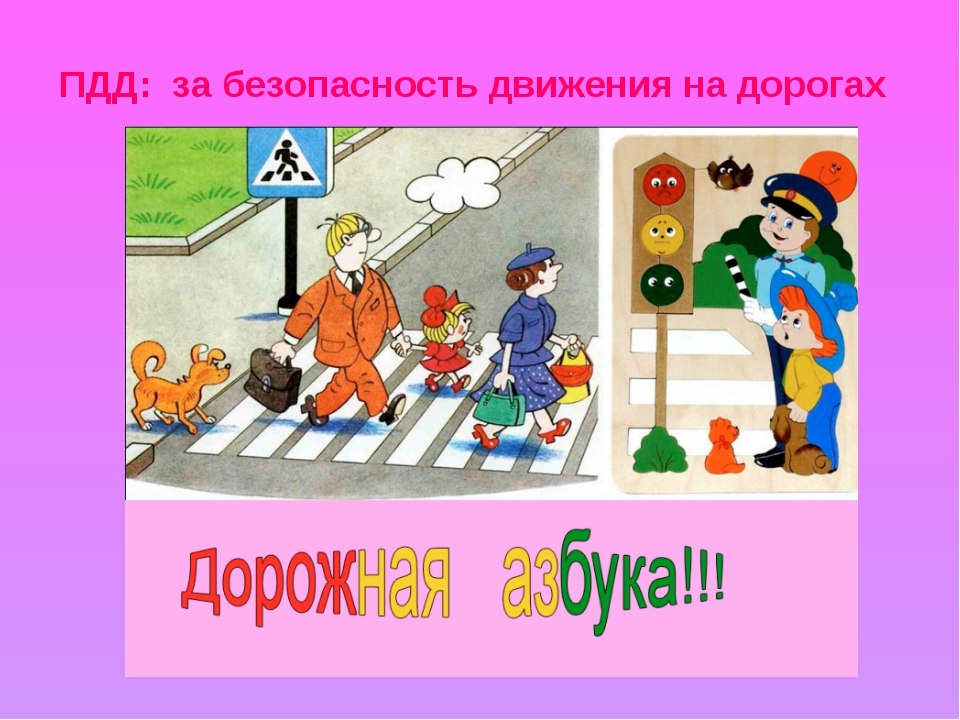 ПДД: за безопасность движения на дорогах
Дорожная азбука!!!